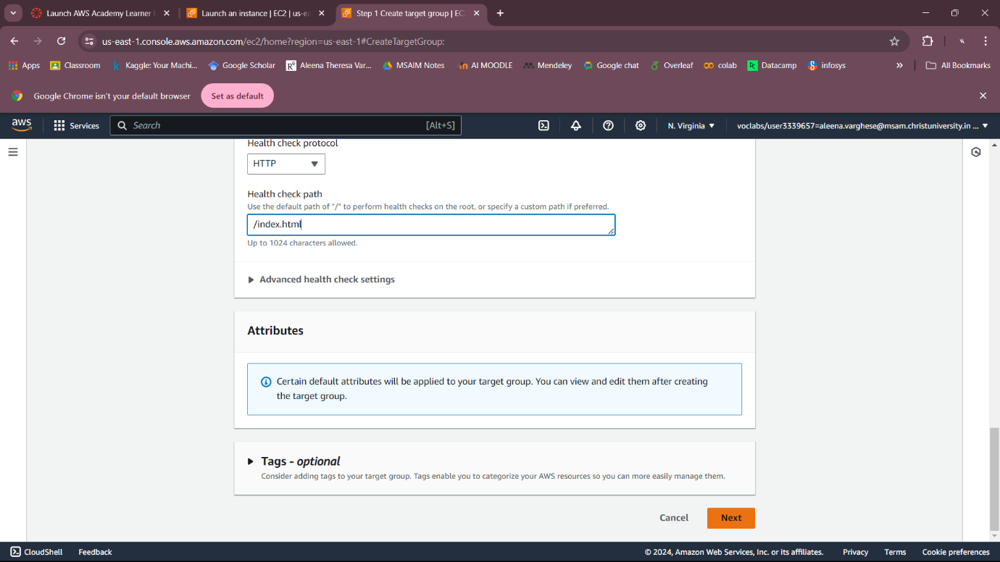 Launch AWS Academy Learner
Launch an instance | EC2 | us-ea
Step 1 Create target group | EC
us-east-1.console.aws.amazon.com/ec2/home?region=us-east-1#CreateTargetGroup:
Apps
Classroom
Kaggle: Your Machi...
Google Scholar
Aleena Theresa Var...
MSAIM Notes
AI MOODLE
Mendeley
Google chat
Overleaf
colab
Datacamp
infosys
All Bookmarks
Google Chrome isn't your default browser
Set as default
aws
Services
Search
[Alt+S]
N. Virginia
voclabs/user3339657=aleena.varghese@msam.christuniversity.in ...
Health check protocol
HTTP
Health check path
Use the default path of "/" to perform health checks on the root, or specify a custom path if preferred.
/index.html
Up to 1024 characters allowed.
Advanced health check settings
Attributes
Certain default attributes will be applied to your target group. You can view and edit them after creating
the target group.
Tags - optional
Consider adding tags to your target group. Tags enable you to categorize your AWS resources so you can more easily manage them.
Cancel
Next
CloudShell
Feedback
© 2024, Amazon Web Services, Inc. or its affiliates.
Privacy
Terms
Cookie preferences